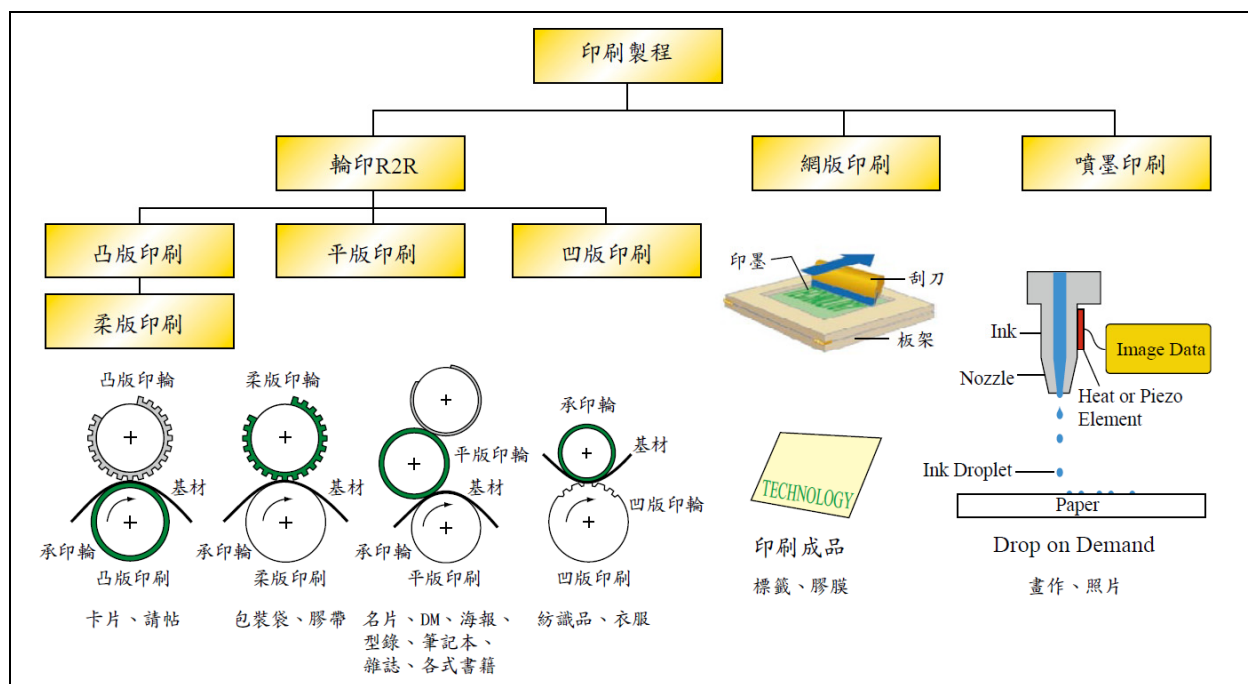 印刷製程
輪印R2R
網版印刷
噴墨印刷
凸版印刷
平版印刷
凹版印刷
柔版印刷
凸版印輪
基材
承印輪
凸版印刷
卡片、請帖
柔版印輪
基材
承印輪
柔版印刷
包裝袋、膠帶
平版印輪
基材
承印輪
平版印刷
名片、DM、海報、
型錄、筆記本、
雜誌、各式書籍
承印輪
基材
凹版印輪
凹版印刷
紡識品、衣服
印墨
刮刀
板架
TECHNOLOGY
印刷成品
標籤、膠膜
Ink
Image Data
Nozzle
Heat or Piezo
Element
Ink Droplet
Paper
Drop on Demand
畫作、照片